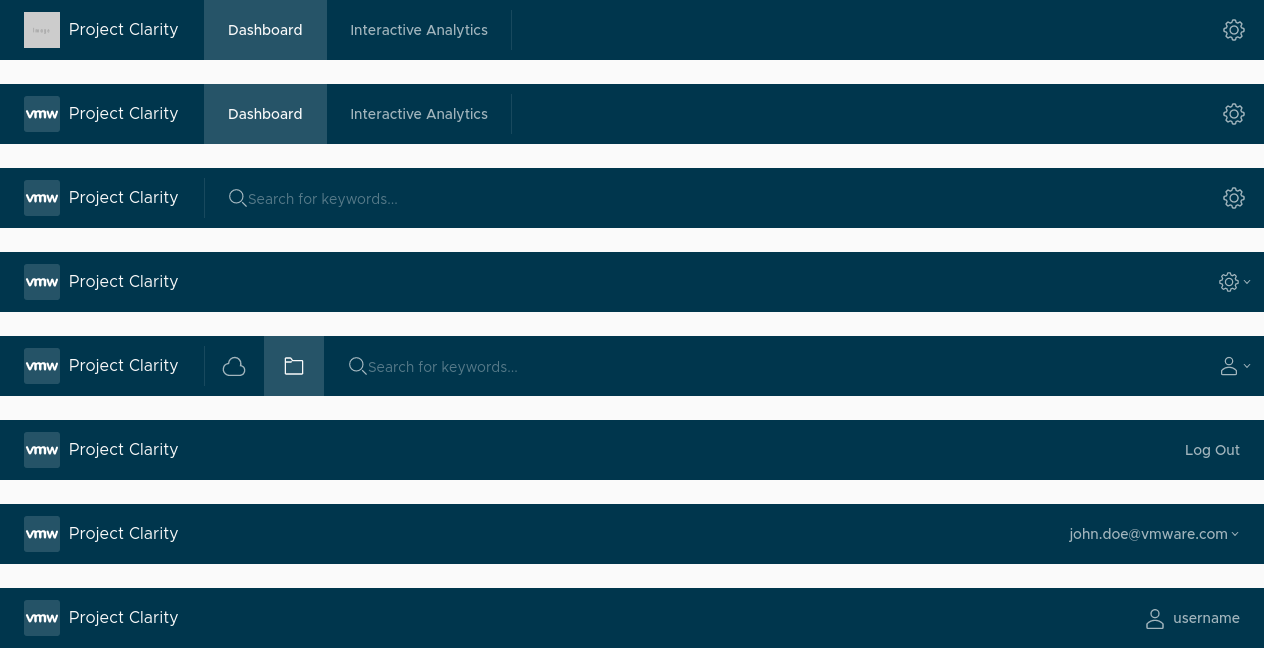 Image Project Clarity Dashboard Interactive Analytics
vmw Project Clarity Dashboard Interactive Analytics
vmw Project Clarity Search for keywords...
vmw Project Clarity
vmw Project Clarity Search for keywords...
vmw Project Clarity Log Out
vmw Project Clarity john.doe@vmware.com
vmw Project Clarity username